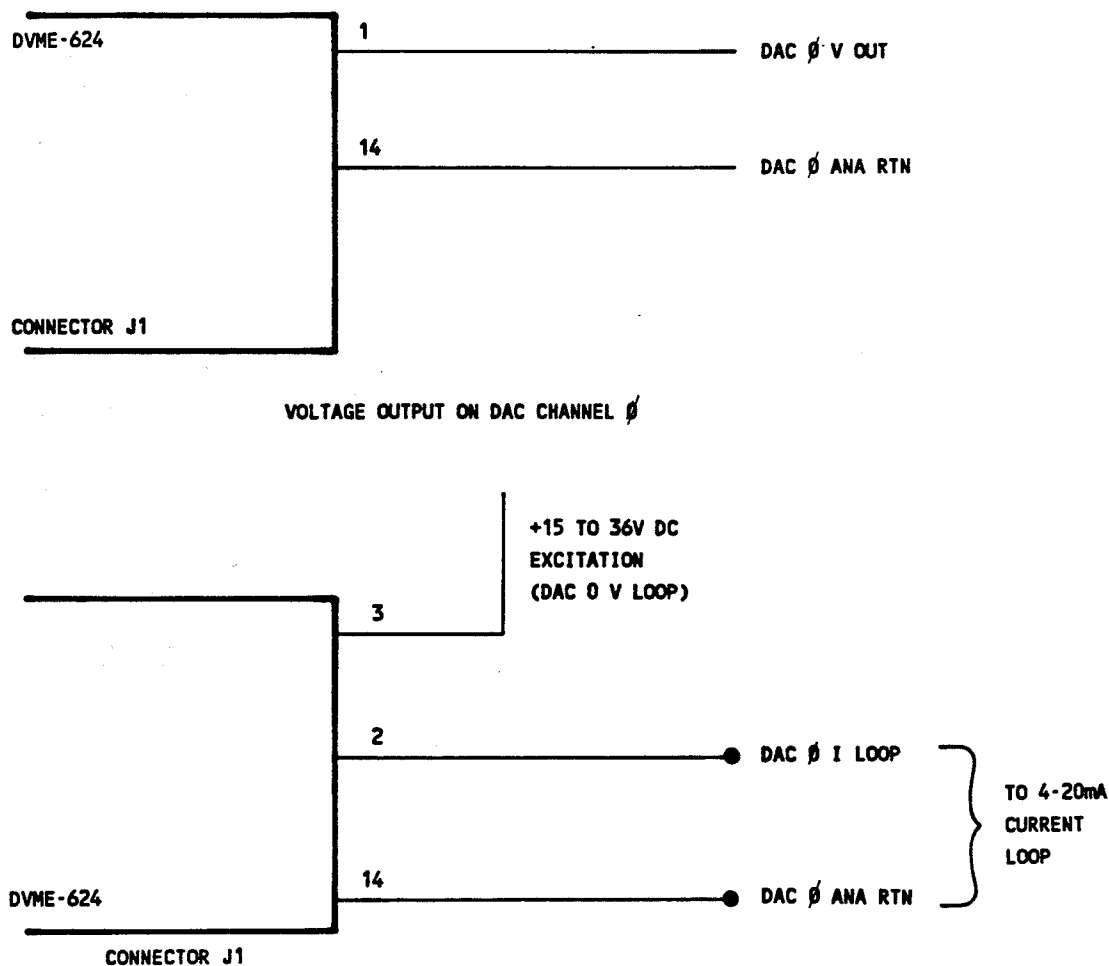 DVME-624
1
DAC Ø V OUT
14
DAC Ø ANA RTN
CONNECTOR J1
VOLTAGE OUTPUT ON DAC CHANNEL Ø
+15 TO 36V DC
EXCITATION
(DAC 0 V LOOP)
3
2
DAC Ø I LOOP
TO 4-20mA
CURRENT
LOOP
14
DAC Ø ANA RTN
DVME-624
CONNECTOR J1